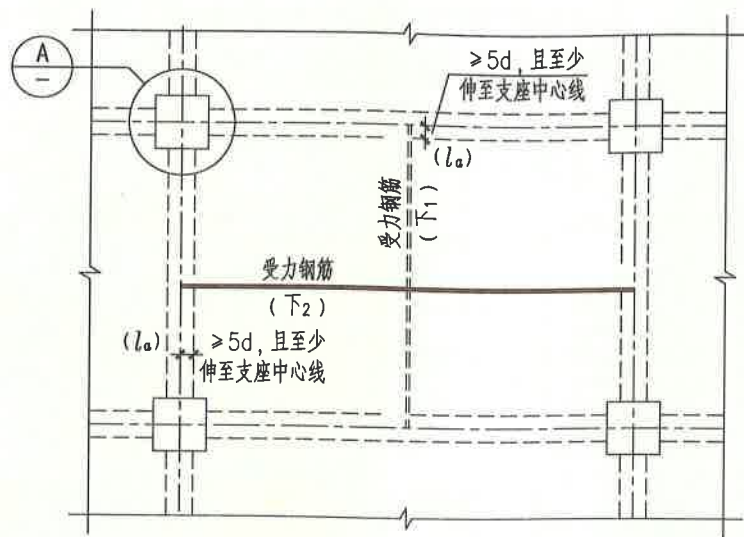 A
—
≥5d，且至少
伸至支座中心线
(la)
受力钢筋
(下1)
受力钢筋
(下2)
(la)
≥5d，且至少
伸至支座中心线